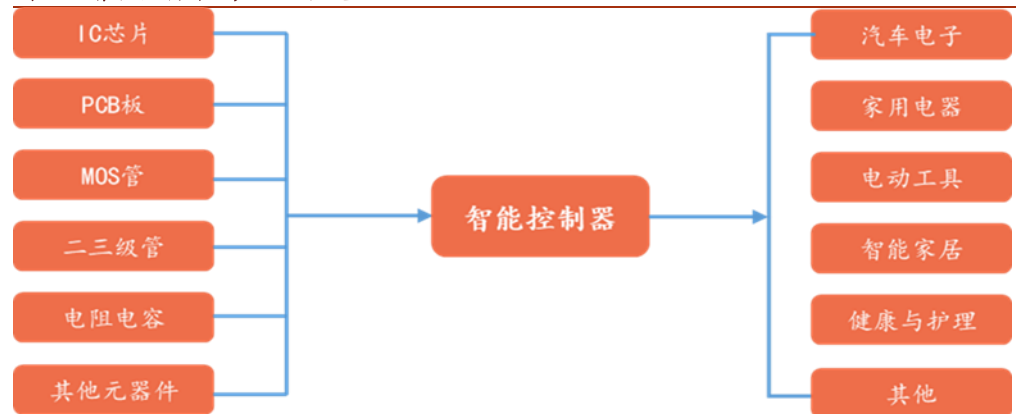 IC芯片
PCB板
MOS管
二三级管
电阻电容
其他元器件
智能控制器
汽车电子
家用电器
电动工具
智能家居
健康与护理
其他